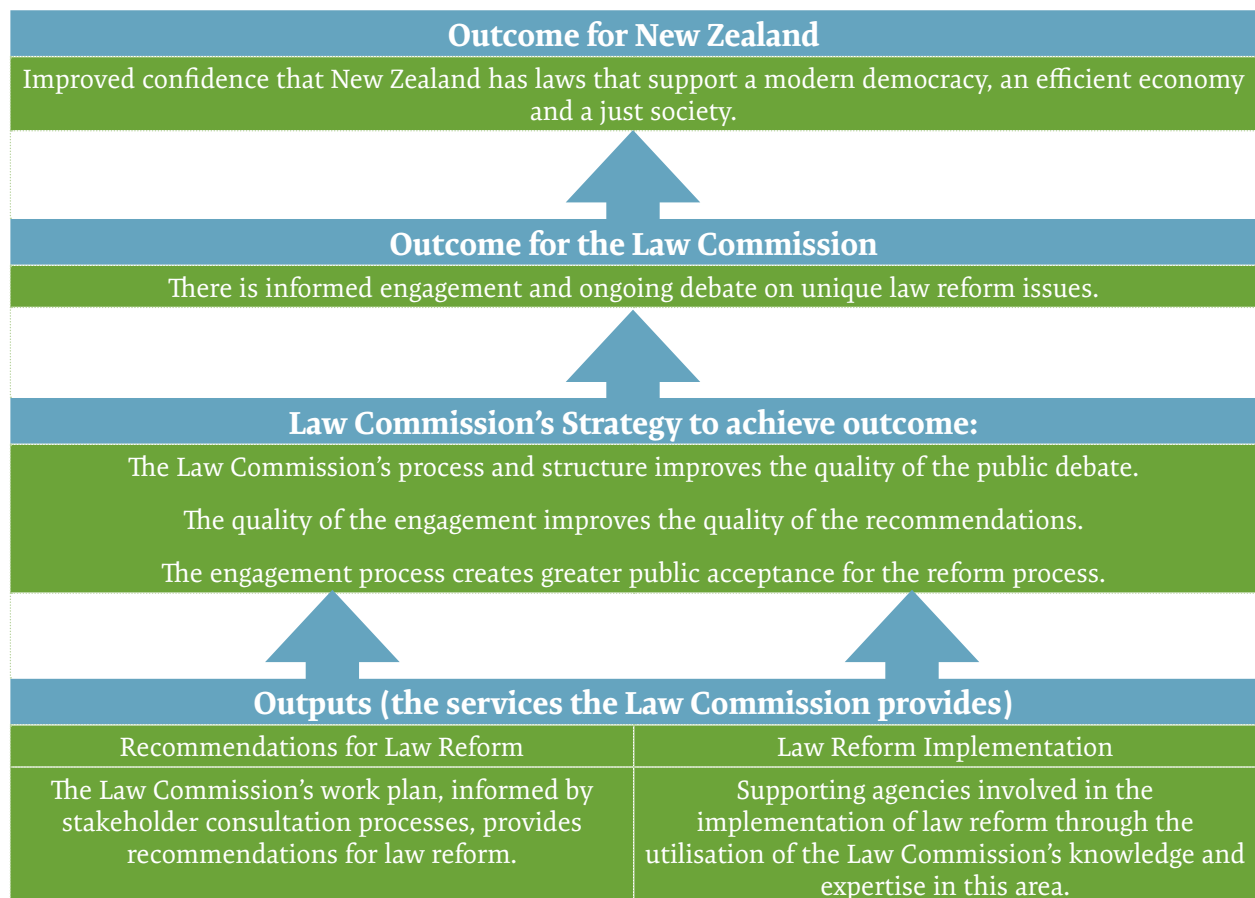 Outcome for New Zealand
Improved confidence that New Zealand has laws that support a modern democracy, an efficient economy
and a just society.
Outcome for the Law Commission
There is informed engagement and ongoing debate on unique law reform issues.
Law Commission’s Strategy to achieve outcome:
The Law Commission’s process and structure improves the quality of the public debate.
The quality of the engagement improves the quality of the recommendations.
The engagement process creates greater public acceptance for the reform process.
Outputs (the services the Law Commission provides)
Recommendations for Law Reform
The Law Commission’s work plan, informed by
stakeholder consultation processes, provides
recommendations for law reform.
Law Reform Implementation
Supporting agencies involved in the
implementation of law reform through the
utilisation of the Law Commission’s knowledge and
expertise in this area.